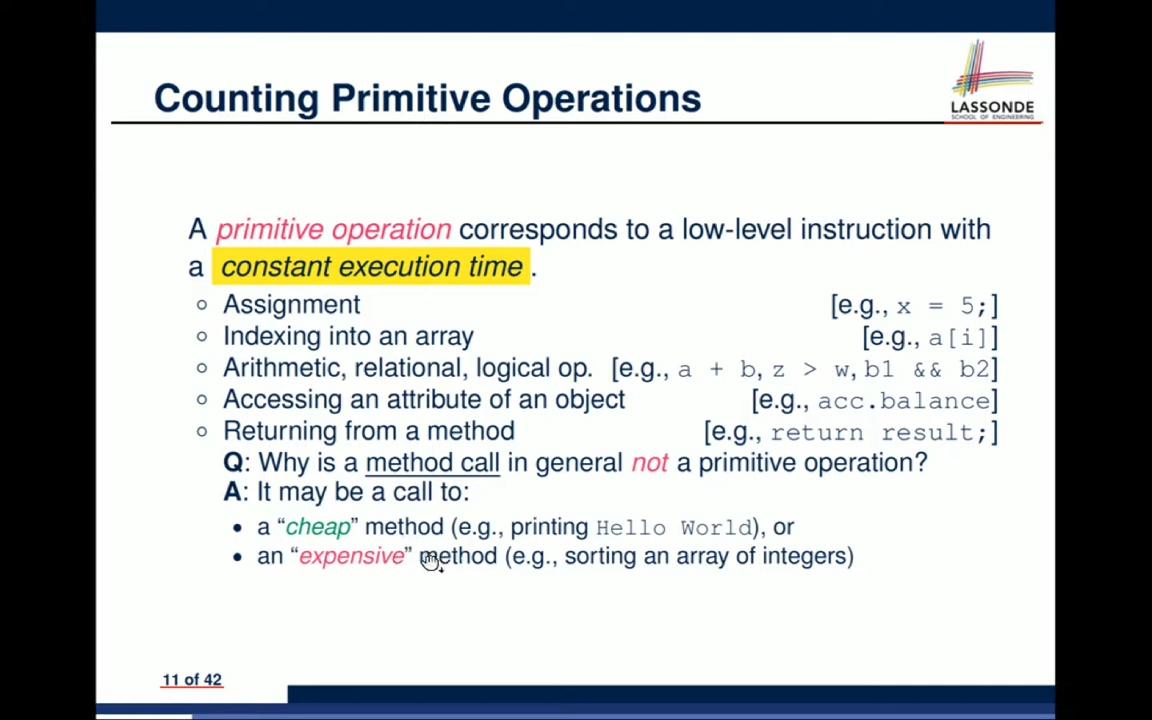 Counting Primitive Operations
LASSONDE
SCHOOL OF ENGINEERING
A primitive operation corresponds to a low-level instruction with
a constant execution time .
◦ Assignment [e.g., x = 5;]
◦ Indexing into an array [e.g., a[i]]
◦ Arithmetic, relational, logical op. [e.g., a + b, z > w, b1 && b2]
◦ Accessing an attribute of an object [e.g., acc.balance]
◦ Returning from a method [e.g., return result;]
Q: Why is a method call in general not a primitive operation?
A: It may be a call to:
• a “cheap” method (e.g., printing Hello World), or
• an “expensive” method (e.g., sorting an array of integers)
11 of 42